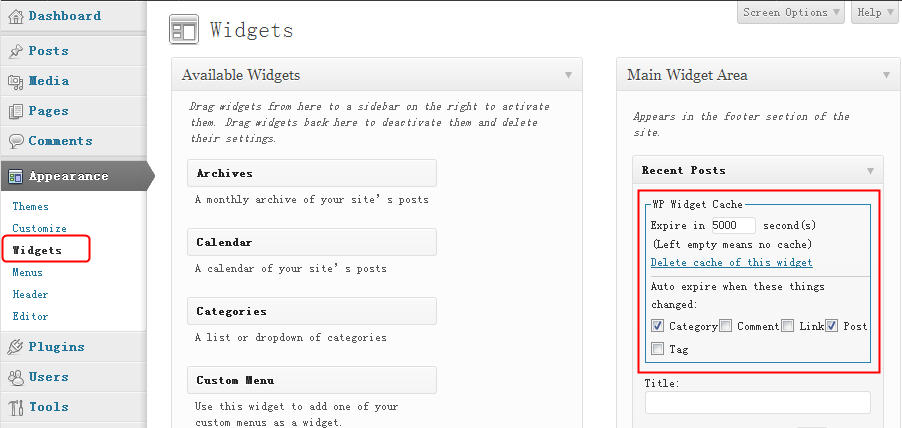 Dashboard
Posts
Media
Pages
Comments
Appearance
Themes
Customize
Widgets
Menus
Header
Editor
Plugins
Users
Tools
Screen Options
Help
Widgets
Available Widgets
Drag widgets from here to a sidebar on the right to activate
them. Drag widgets back here to deactivate them and delete
their settings.
Archives
A monthly archive of your site's posts
Calendar
A calendar of your site's posts
Categories
A list or dropdown of categories
Custom Menu
Use this widget to add one of your
custom menus as a widget.
Main Widget Area
Appears in the footer section of the
site.
Recent Posts
WP Widget Cache
Expire in 5000 second(s)
(Left empty means no cache)
Delete cache of this widget
Auto expire when these things
changed:
Category Comment Link Post
Tag
Title: